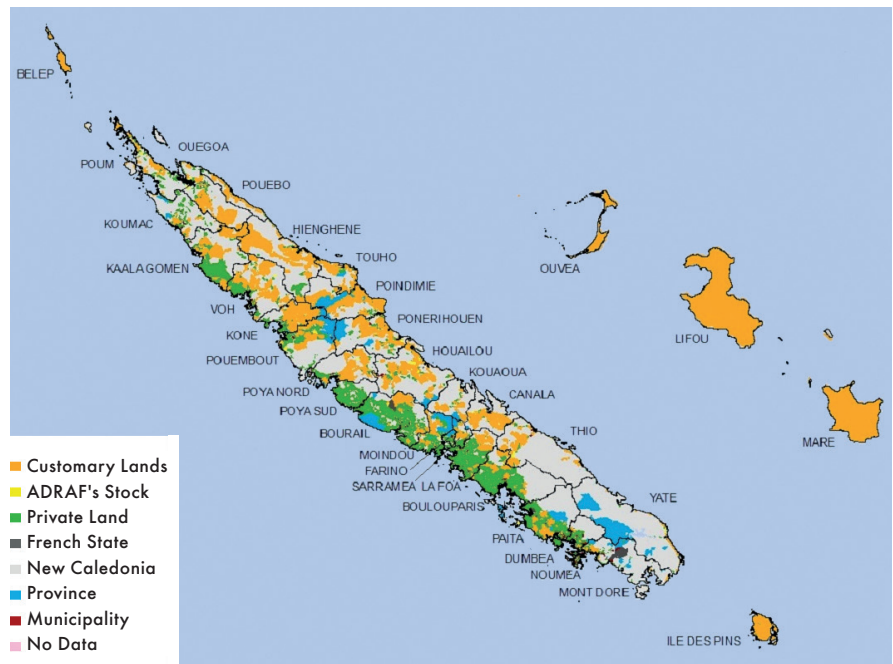 BELEP
OUEGOA
POUM
POUEBO
KOUMAC
HIENGHENE
TOUHO
KAALA GOMEN
OUVEA
POINDIMIE
VOH
PONERIHOUEN
LIFOU
KONE
HOUAILOU
POUEMBOUT
KOUAOUA
POYA NORD
CANALA
POYA SUD
THIO
BOURAIL
MARE
MOINDOU
FARINO
SARRAMEA LA FOA
YATE
BOULOUPARIS
PAITA
DUMBEA
NOUMEA
MONT DORE
ILE DES PINS
Customary Lands
ADRAF's Stock
Private Land
French State
New Caledonia
Province
Municipality
No Data